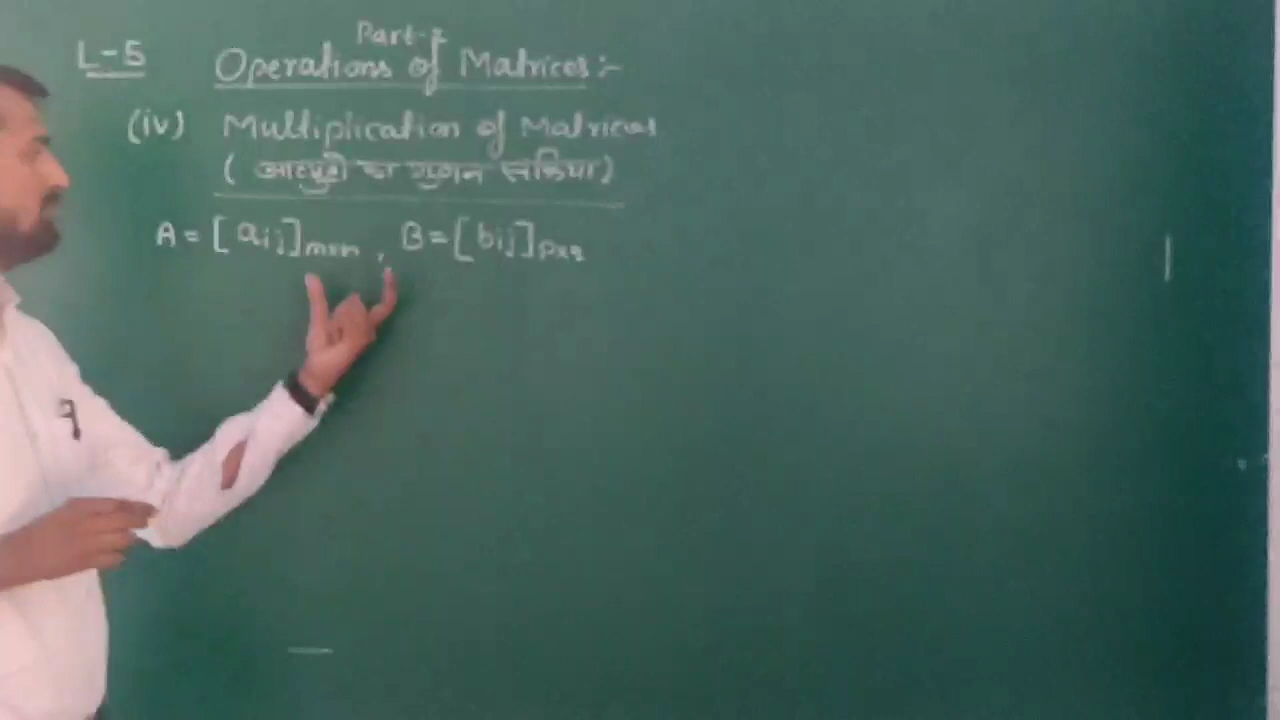 Part-2
L-5 Operations of Matrices:-
(iv) Multiplication of Matrices
(आव्यूहों का गुणन संक्रिया)
A = [aij]m×n , B = [bij]p×q